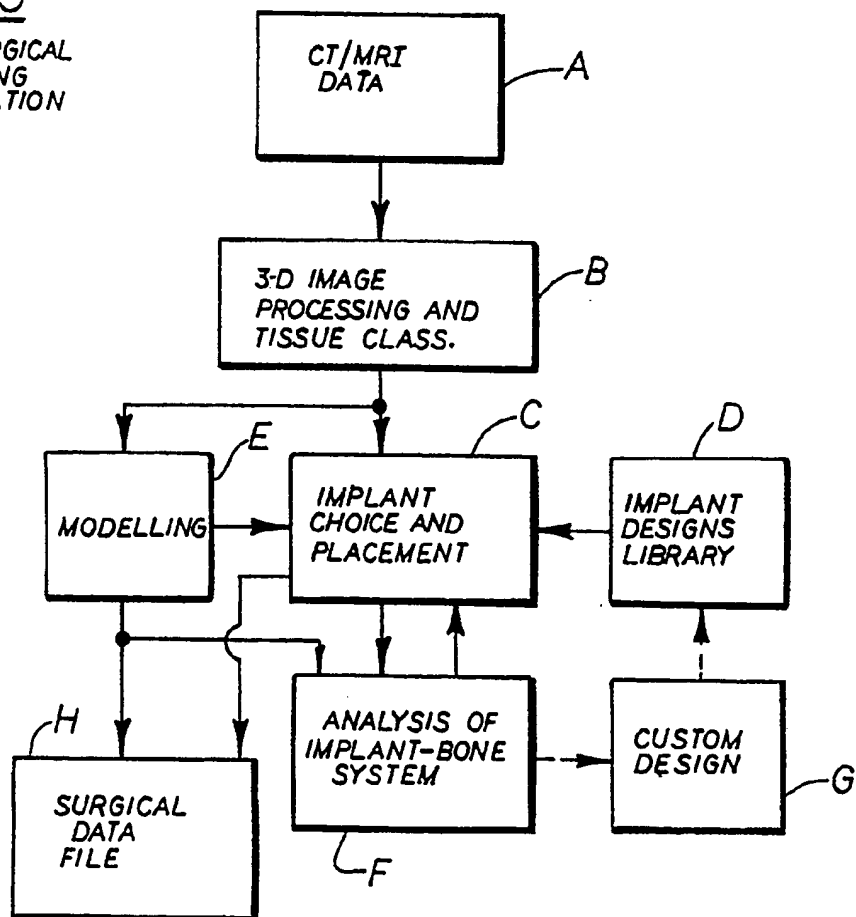 CT/MRI
DATA
A
3-D IMAGE
PROCESSING AND
TISSUE CLASS.
B
E
MODELLING
C
IMPLANT
CHOICE AND
PLACEMENT
D
IMPLANT
DESIGNS
LIBRARY
H
SURGICAL
DATA
FILE
ANALYSIS OF
IMPLANT-BONE
SYSTEM
F
CUSTOM
DESIGN
G